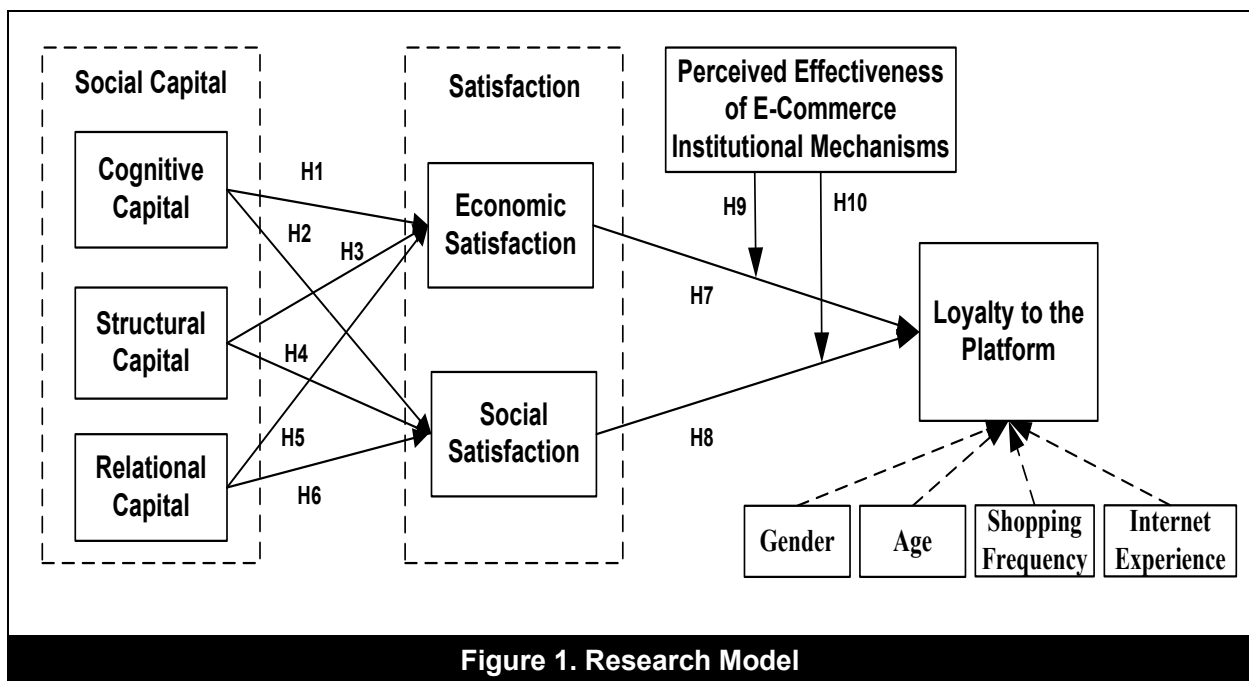 Social Capital
Cognitive
Capital
Structural
Capital
Relational
Capital
H1
H2
H3
H4
H5
H6
Satisfaction
Economic
Satisfaction
Social
Satisfaction
Perceived Effectiveness
of E-Commerce
Institutional Mechanisms
H9
H10
H7
H8
Loyalty to the
Platform
Gender
Age
Shopping
Frequency
Internet
Experience
Figure 1. Research Model